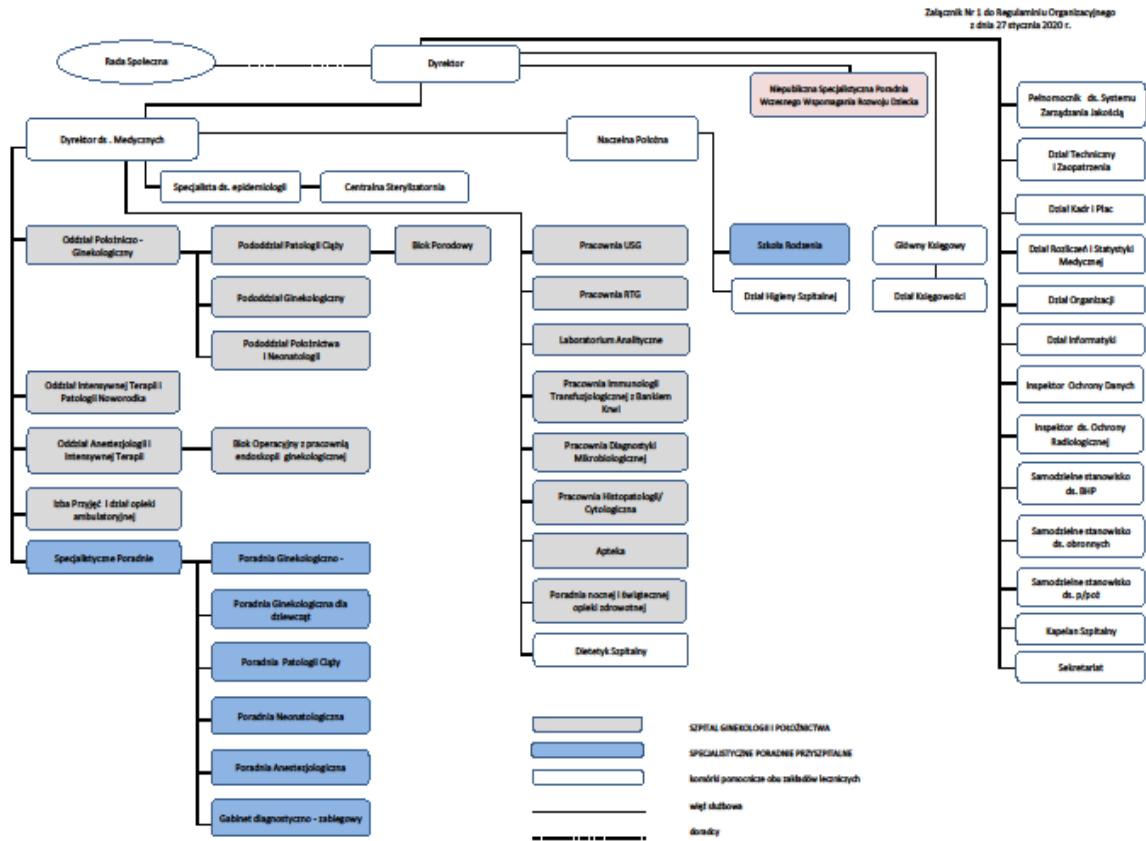 Załącznik Nr 1 do Regulaminu Organizacyjnego
z dnia 27 stycznia 2020 r.
Rada Społeczna
Dyrektor
Niepubliczna Specjalistyczna Poradnia
Wczesnego Wspomagania Rozwoju Dziecka
Pełnomocnik ds. Systemu
Zarządzania Jakością
Dyrektor ds. Medycznych
Naczelna Położna
Dział Techniczny
i Zaopatrzenia
Specjalista ds. epidemiologii
Centralna Sterylizatornia
Dział Kadr i Płac
Oddział Położniczo -
Ginekologiczny
Pododdział Patologii Ciąży
Blok Porodowy
Pracownia USG
Szkoła Rodzenia
Główny Księgowy
Dział Rozliczeń i Statystyki
Medycznej
Pododdział Ginekologiczny
Pracownia RTG
Dział Higieny Szpitalnej
Dział Księgowości
Dział Organizacji
Pododdział Położnictwa
i Neonatologii
Laboratorium Analityczne
Dział Informatyki
Oddział Intensywnej Terapii i
Patologii Noworodka
Pracownia Immunologii
Transfuzjologicznej z Bankiem
Krwi
Inspektor Ochrony Danych
Oddział Anestezjologii i
Intensywnej Terapii
Blok Operacyjny z pracownią
endoskopii ginekologicznej
Pracownia Diagnostyki
Mikrobiologicznej
Inspektor ds. Ochrony
Radiologicznej
Izba Przyjęć i dział opieki
ambulatoryjnej
Pracownia Histopatologii/
Cytologiczna
Samodzielne stanowisko
ds. BHP
Specjalistyczne Poradnie
Poradnia Ginekologiczno -
Apteka
Samodzielne stanowisko
ds. obronnych
Poradnia Ginekologiczna dla
dziewcząt
Poradnia nocnej i świątecznej
opieki zdrowotnej
Samodzielne stanowisko
ds. p/poż
Poradnia Patologii Ciąży
Dietetyk Szpitalny
Kapelan Szpitalny
Sekretariat
Poradnia Neonatologiczna
Poradnia Anestezjologiczna
Gabinet diagnostyczno - zabiegowy
SZPITAL GINEKOLOGII I POŁOŻNICTWA
SPECJALISTYCZNE PORADNIE PRZYSZPITALNE
komórki pomocnicze obu zakładów leczniczych
więź służbowa
doradcy